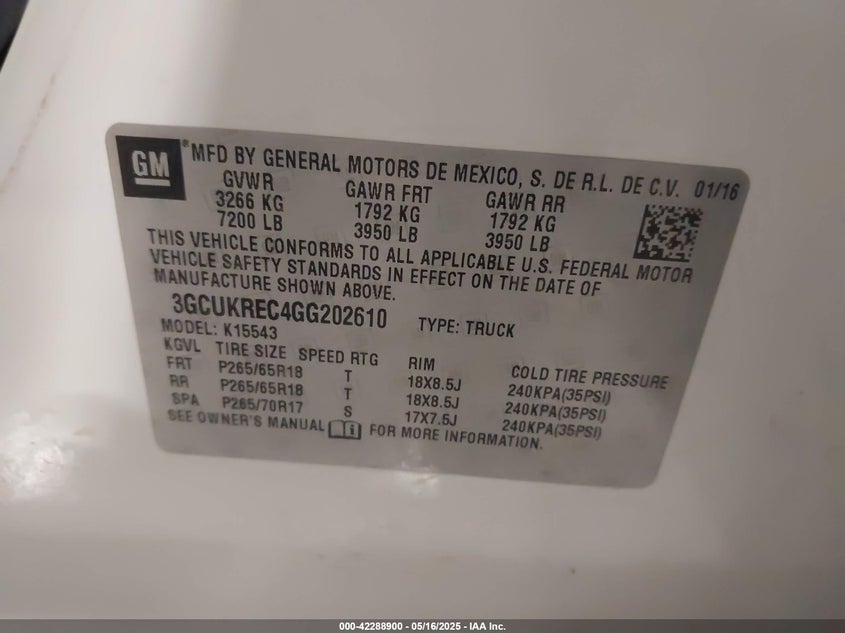 GM ® MFD BY GENERAL MOTORS DE MEXICO, S. DE R.L. DE C.V. 01/16
GVWR GAWR FRT GAWR RR
3266 KG 1792 KG 1792 KG
7200 LB 3950 LB 3950 LB
THIS VEHICLE CONFORMS TO ALL APPLICABLE U.S. FEDERAL MOTOR
VEHICLE SAFETY STANDARDS IN EFFECT ON THE DATE OF
MANUFACTURE SHOWN ABOVE.
3GCUKREC4GG202610 TYPE: TRUCK
MODEL: K15543
KGVL TIRE SIZE SPEED RTG RIM COLD TIRE PRESSURE
FRT P265/65R18 T 18X8.5J 240KPA(35PSI)
RR P265/65R18 T 18X8.5J 240KPA(35PSI)
SPA P265/70R17 S 17X7.5J 240KPA(35PSI)
SEE OWNER'S MANUAL FOR MORE INFORMATION.
000-42288900 - 05/16/2025 - IAA Inc.